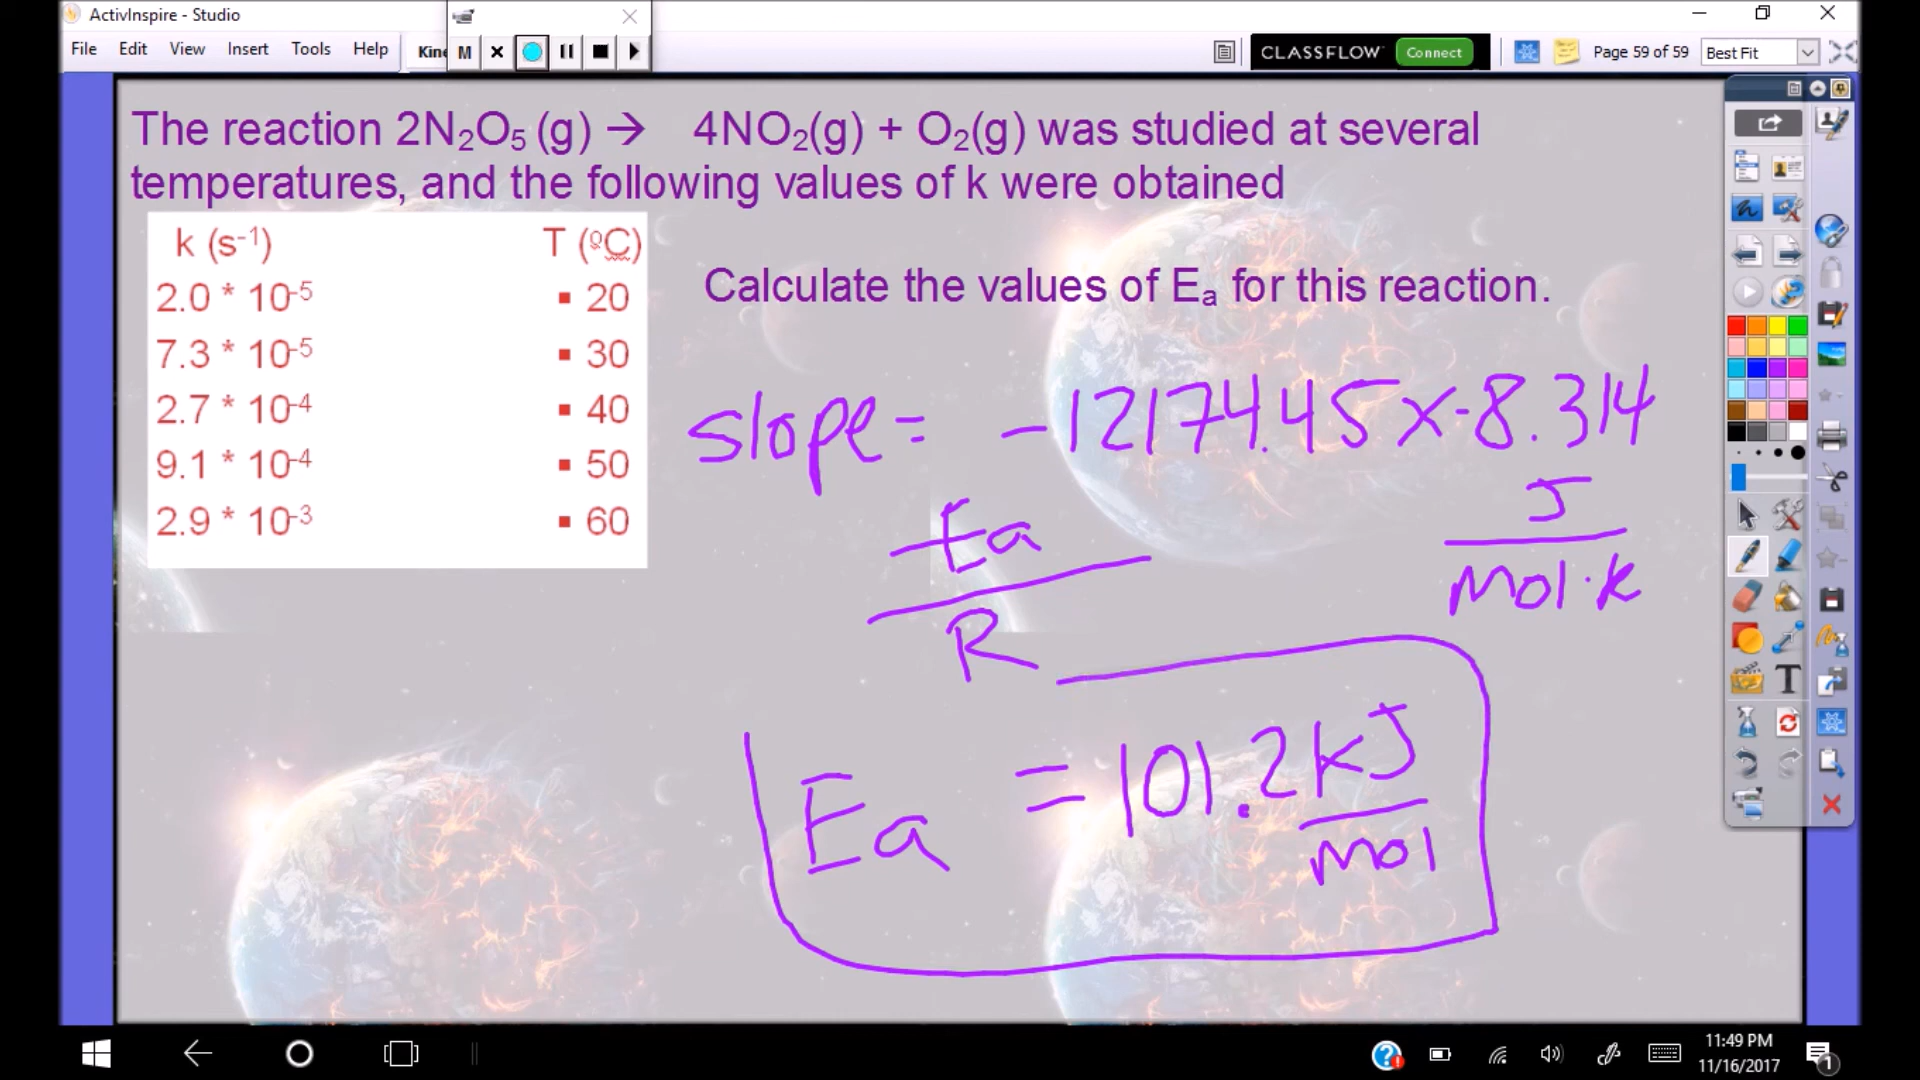 ActivInspire - Studio
File Edit View Insert Tools Help Kine M
CLASSFLOW Connect Page 59 of 59 Best Fit
The reaction 2N₂O₅ (g) → 4NO₂(g) + O₂(g) was studied at several
temperatures, and the following values of k were obtained
k (s⁻¹) T (ºC)
2.0 * 10⁻⁵ ▪ 20
7.3 * 10⁻⁵ ▪ 30
2.7 * 10⁻⁴ ▪ 40
9.1 * 10⁻⁴ ▪ 50
2.9 * 10⁻³ ▪ 60
Calculate the values of Eₐ for this reaction.
slope = -12174.45 x -8.314
-Ea
R
J
mol·k
Ea = 101.2 kJ
mol
11:49 PM
11/16/2017
1